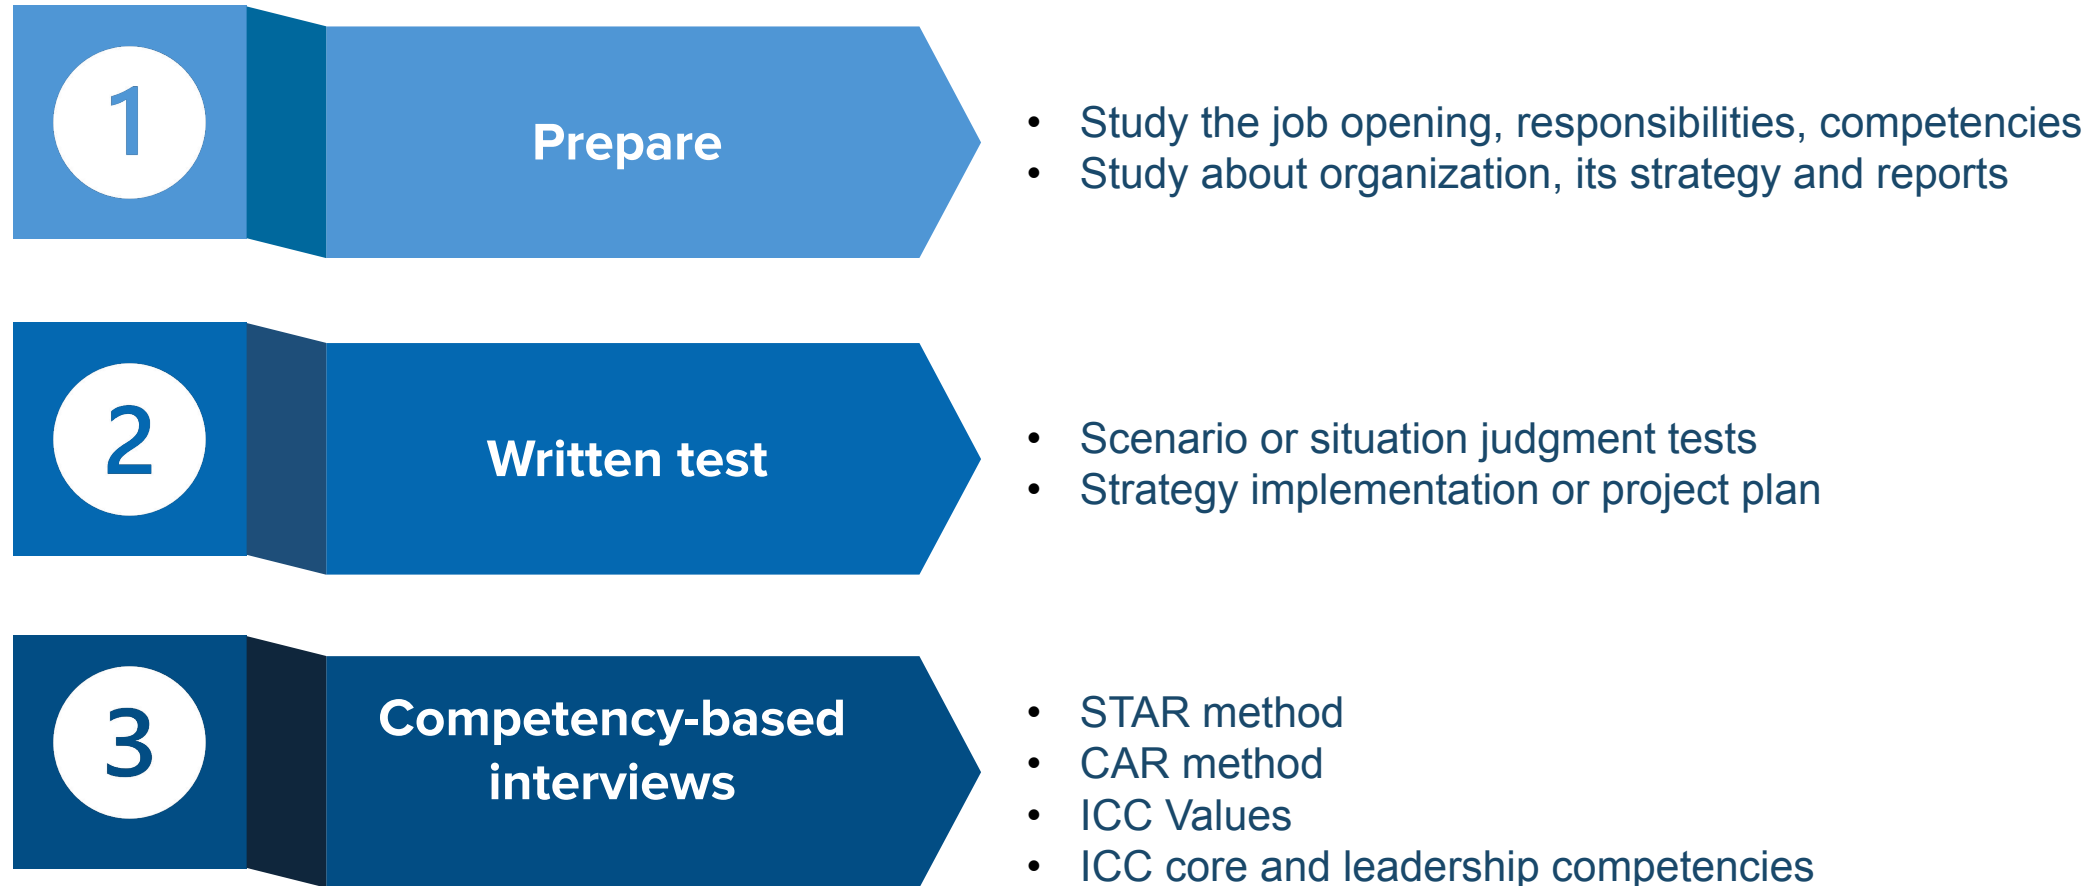 1
Prepare
• Study the job opening, responsibilities, competencies
• Study about organization, its strategy and reports
2
Written test
• Scenario or situation judgment tests
• Strategy implementation or project plan
3
Competency-based
interviews
• STAR method
• CAR method
• ICC Values
• ICC core and leadership competencies